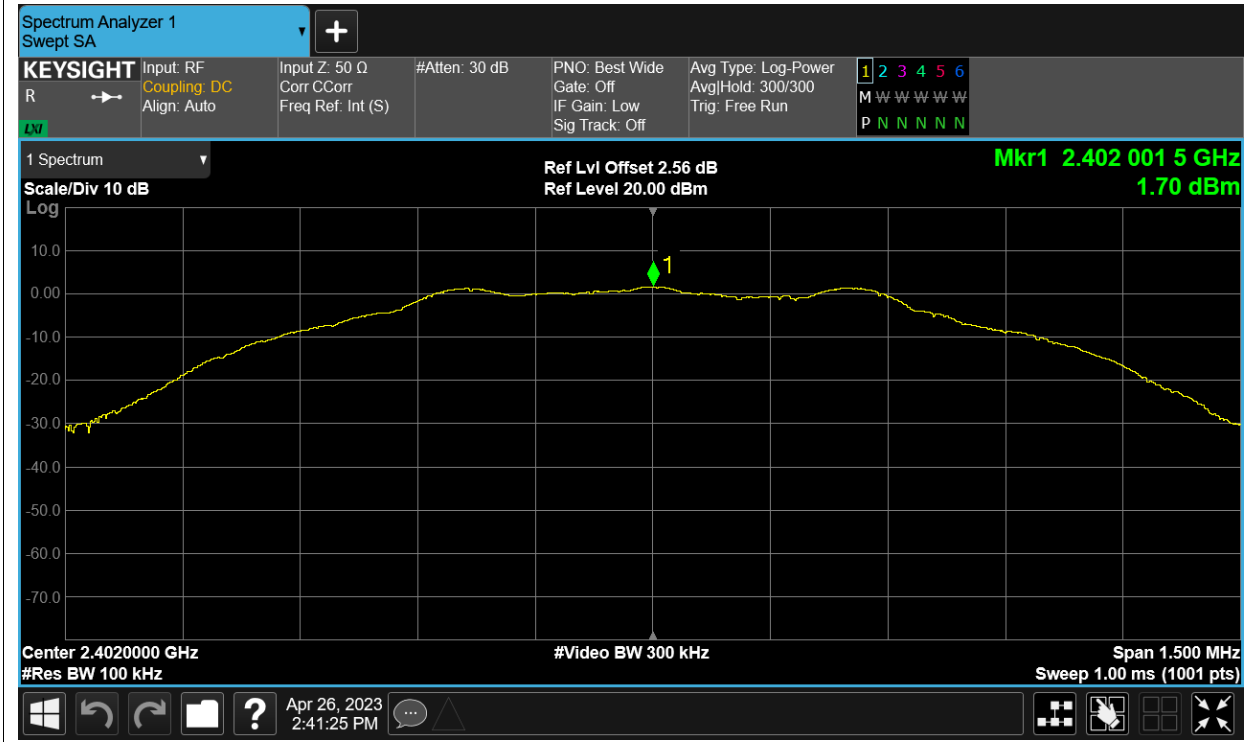 Spectrum Analyzer 1
Swept SA
KEYSIGHT
R
LXI
Input: RF
Coupling: DC
Align: Auto
Input Z: 50 Ω
Corr CCorr
Freq Ref: Int (S)
#Atten: 30 dB
PNO: Best Wide
Gate: Off
IF Gain: Low
Sig Track: Off
Avg Type: Log-Power
Avg|Hold: 300/300
Trig: Free Run
1 2 3 4 5 6
M W W W W W
P N N N N N
1 Spectrum
Scale/Div 10 dB
Log
Ref Lvl Offset 2.56 dB
Ref Level 20.00 dBm
Mkr1 2.402 001 5 GHz
1.70 dBm
10.0
1
0.00
-10.0
-20.0
-30.0
-40.0
-50.0
-60.0
-70.0
Center 2.4020000 GHz
#Video BW 300 kHz
Span 1.500 MHz
#Res BW 100 kHz
Sweep 1.00 ms (1001 pts)
?
Apr 26, 2023
2:41:25 PM